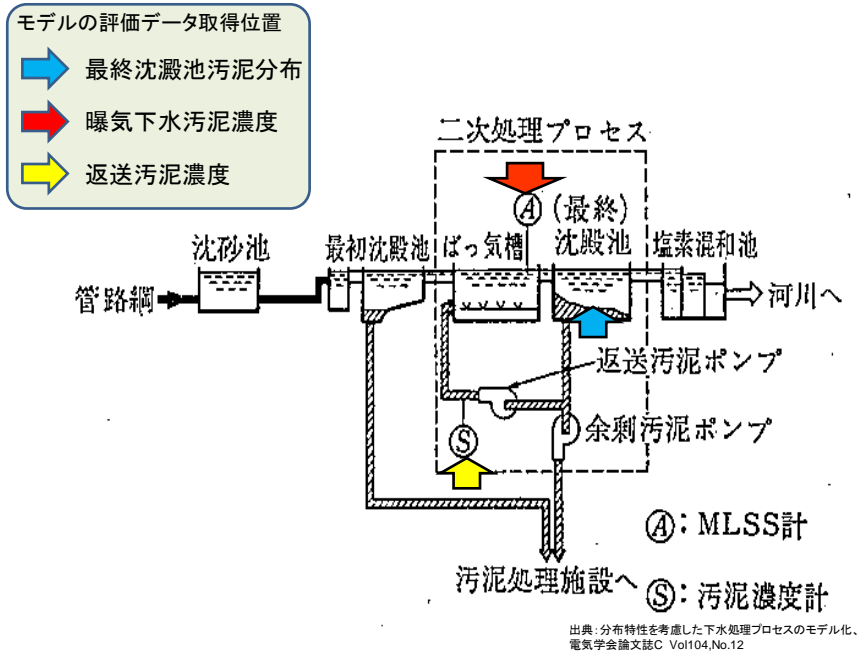 モデルの評価データ取得位置
最終沈澱池汚泥分布
曝気下水汚泥濃度
返送汚泥濃度
二次処理プロセス
Ⓐ(最終)
沈砂池
最初沈殿池
ばっ気槽
沈殿池
塩素混和池
管路網
河川へ
返送汚泥ポンプ
Ⓢ
余剰汚泥ポンプ
Ⓐ:MLSS計
汚泥処理施設へ
Ⓢ:汚泥濃度計
出典:分布特性を考慮した下水処理プロセスのモデル化、
電気学会論文誌C Vol104,No.12